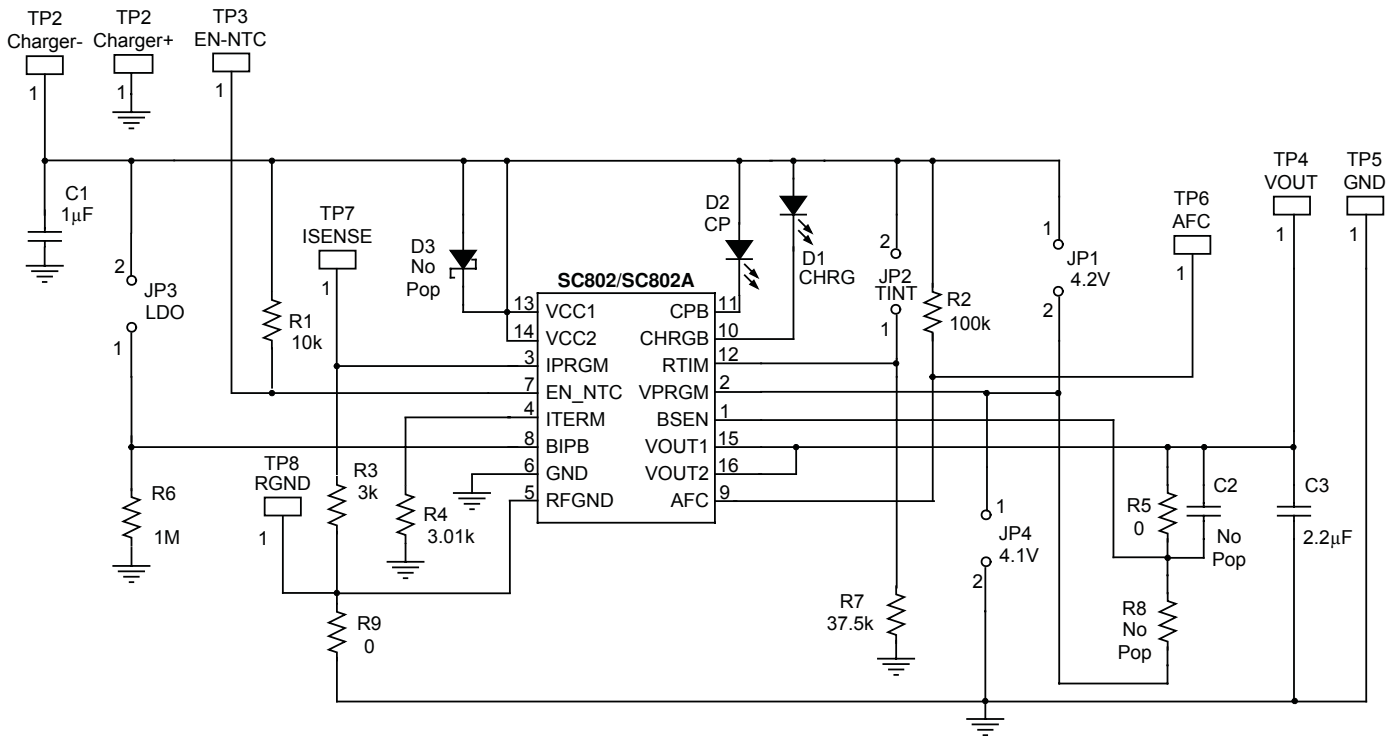 TP2
Charger-
1
TP2
Charger+
1
TP3
EN-NTC
1
C1
1μF
2
JP3
LDO
1
R6
1M
R1
10k
TP7
ISENSE
1
D3
No
Pop
D2
CP
D1
CHRG
2
JP2
TINT
1
R2
100k
1
JP1
4.2V
2
TP6
AFC
1
TP4
VOUT
1
TP5
GND
1
SC802/SC802A
13 VCC1
14 VCC2
3 IPRGM
7 EN_NTC
4 ITERM
8 BIPB
6 GND
5 RFGND
CPB 11
CHRGB 10
RTIM 12
VPRGM 2
BSEN 1
VOUT1 15
VOUT2 16
AFC 9
TP8
RGND
1
R3
3k
R4
3.01k
R9
0
R7
37.5k
1
JP4
4.1V
2
R5
0
C2
No
Pop
C3
2.2μF
R8
No
Pop